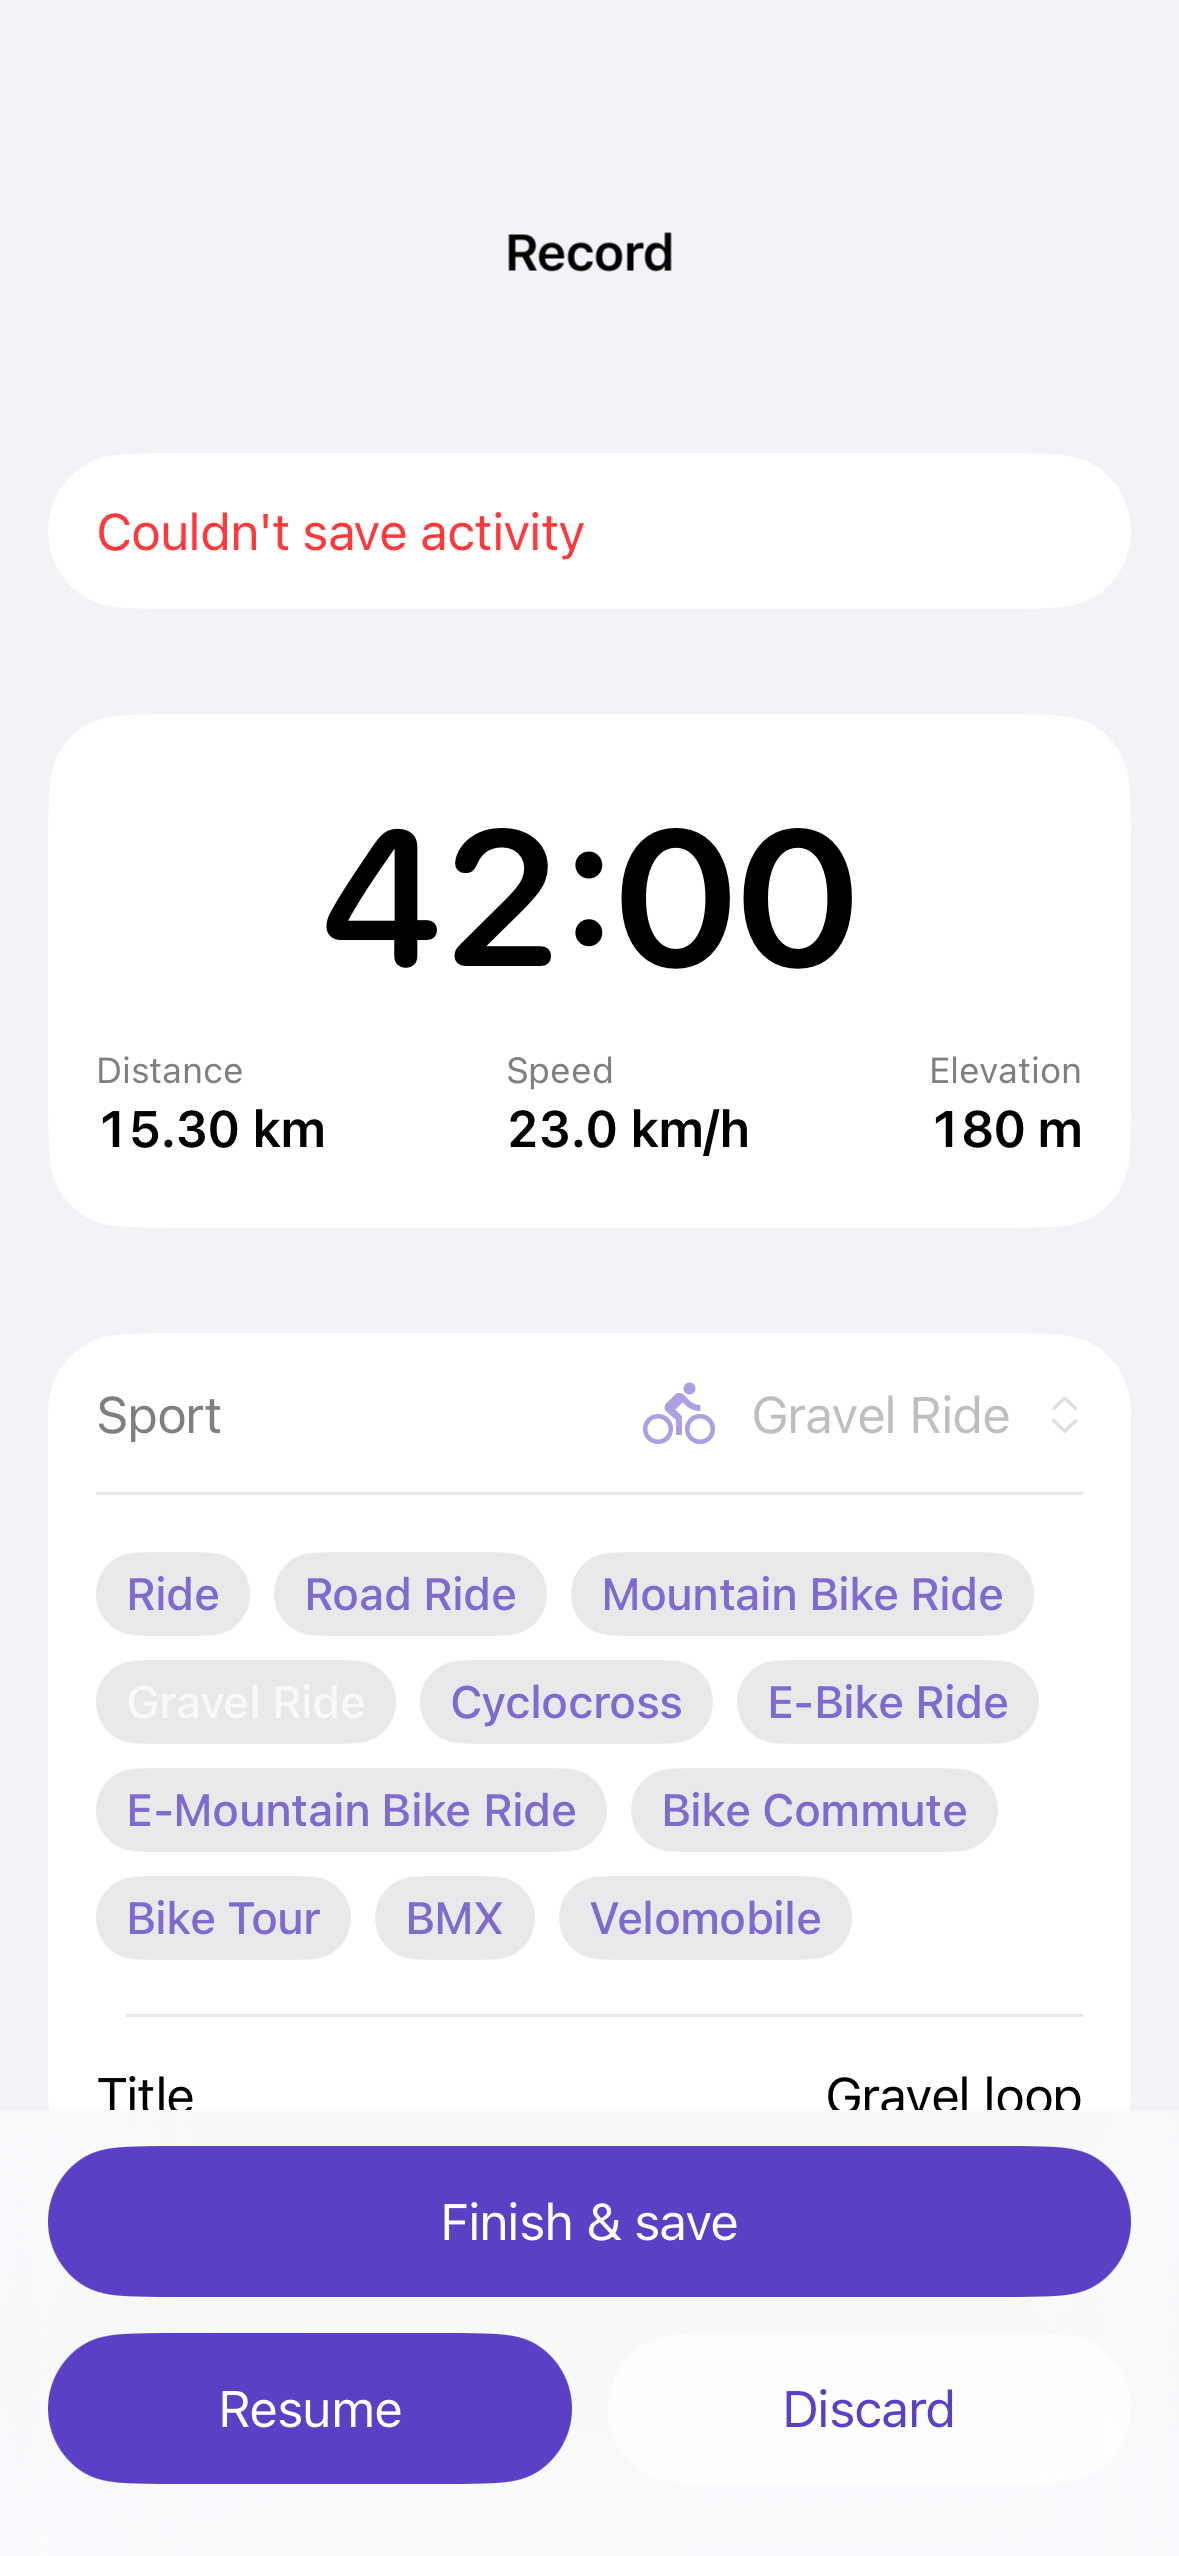 Record
Couldn't save activity
42:00
Distance Speed Elevation
15.30 km 23.0 km/h 180 m
Sport Gravel Ride
Ride Road Ride Mountain Bike Ride
Gravel Ride Cyclocross E-Bike Ride
E-Mountain Bike Ride Bike Commute
Bike Tour BMX Velomobile
Title Gravel loop
Finish & save
Resume Discard